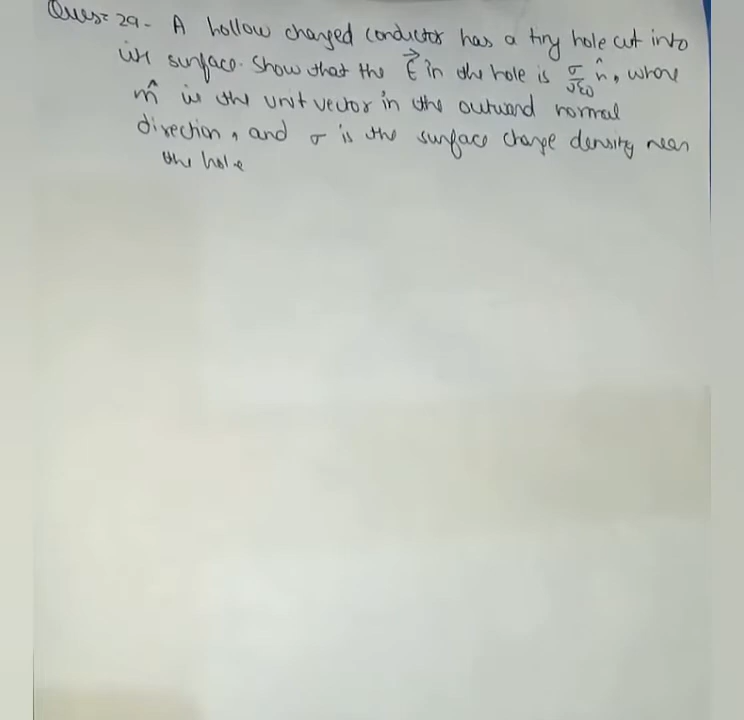 Ques= 29- A hollow charged conductor has a tiny hole cut into
its surface. Show that the E⃗ in the hole is σ/2ε₀ n̂, where
n̂ is the unit vector in the outward normal
direction, and σ is the surface charge density near
the hole